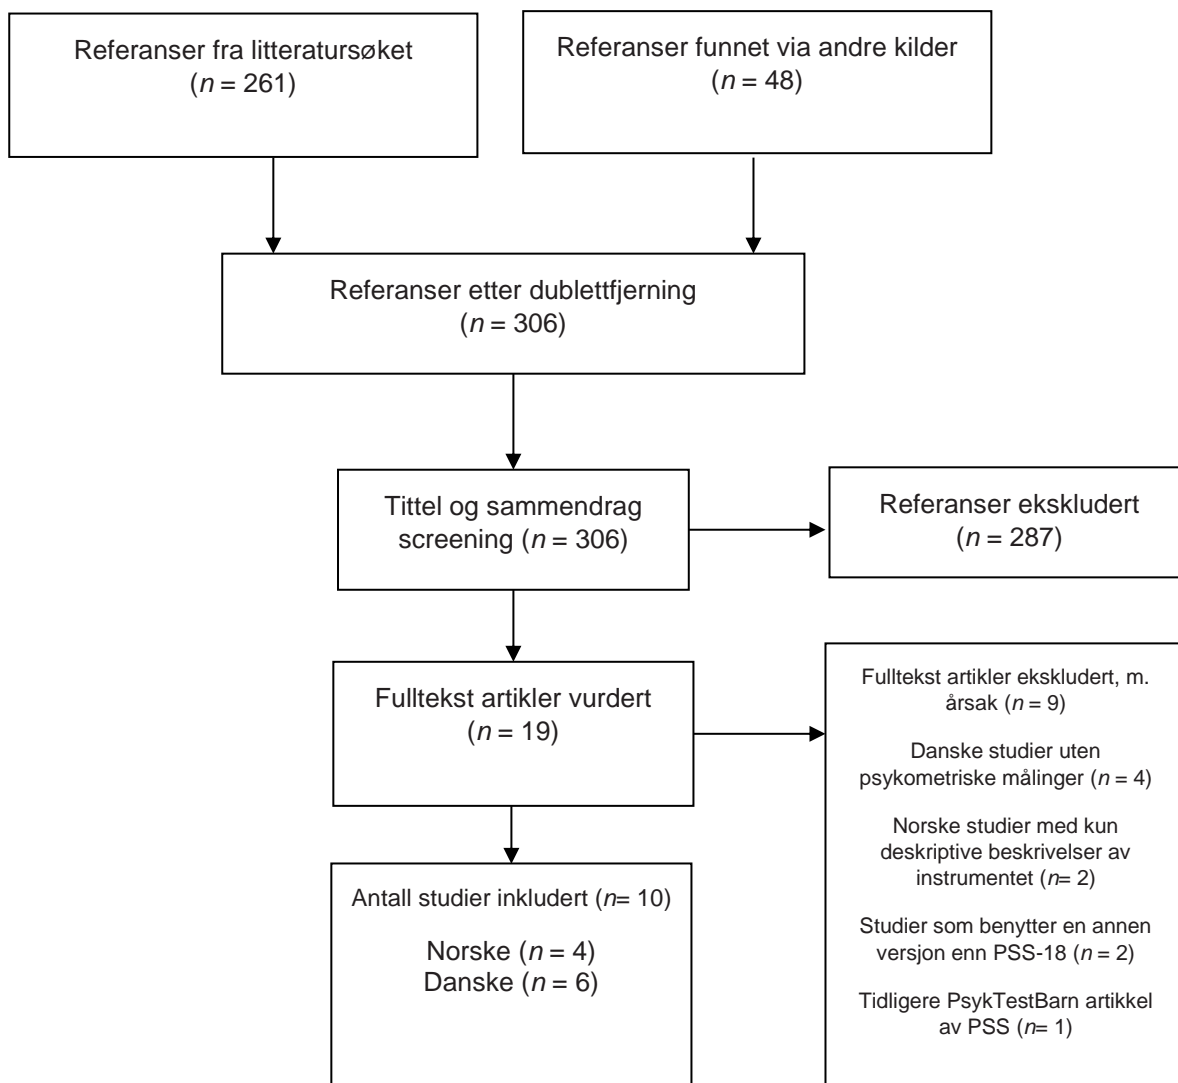 Referanser fra litteratursøket
(n = 261)
Referanser funnet via andre kilder
(n = 48)
Referanser etter dublettfjerning
(n = 306)
Tittel og sammendrag
screening (n = 306)
Referanser ekskludert
(n = 287)
Fulltekst artikler vurdert
(n = 19)
Fulltekst artikler ekskludert, m.
årsak (n = 9)
Danske studier uten
psykometriske målinger (n = 4)
Norske studier med kun
deskriptive beskrivelser av
instrumentet (n= 2)
Studier som benytter en annen
versjon enn PSS-18 (n = 2)
Tidligere PsykTestBarn artikkel
av PSS (n= 1)
Antall studier inkludert (n= 10)
Norske (n = 4)
Danske (n = 6)